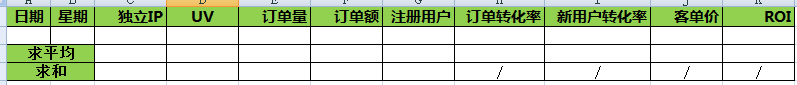 A B C D E F G H I J K
日期 星期 独立IP UV 订单量 订单额 注册用户 订单转化率 新用户转化率 客单价 ROI
求平均
求和 / / / /